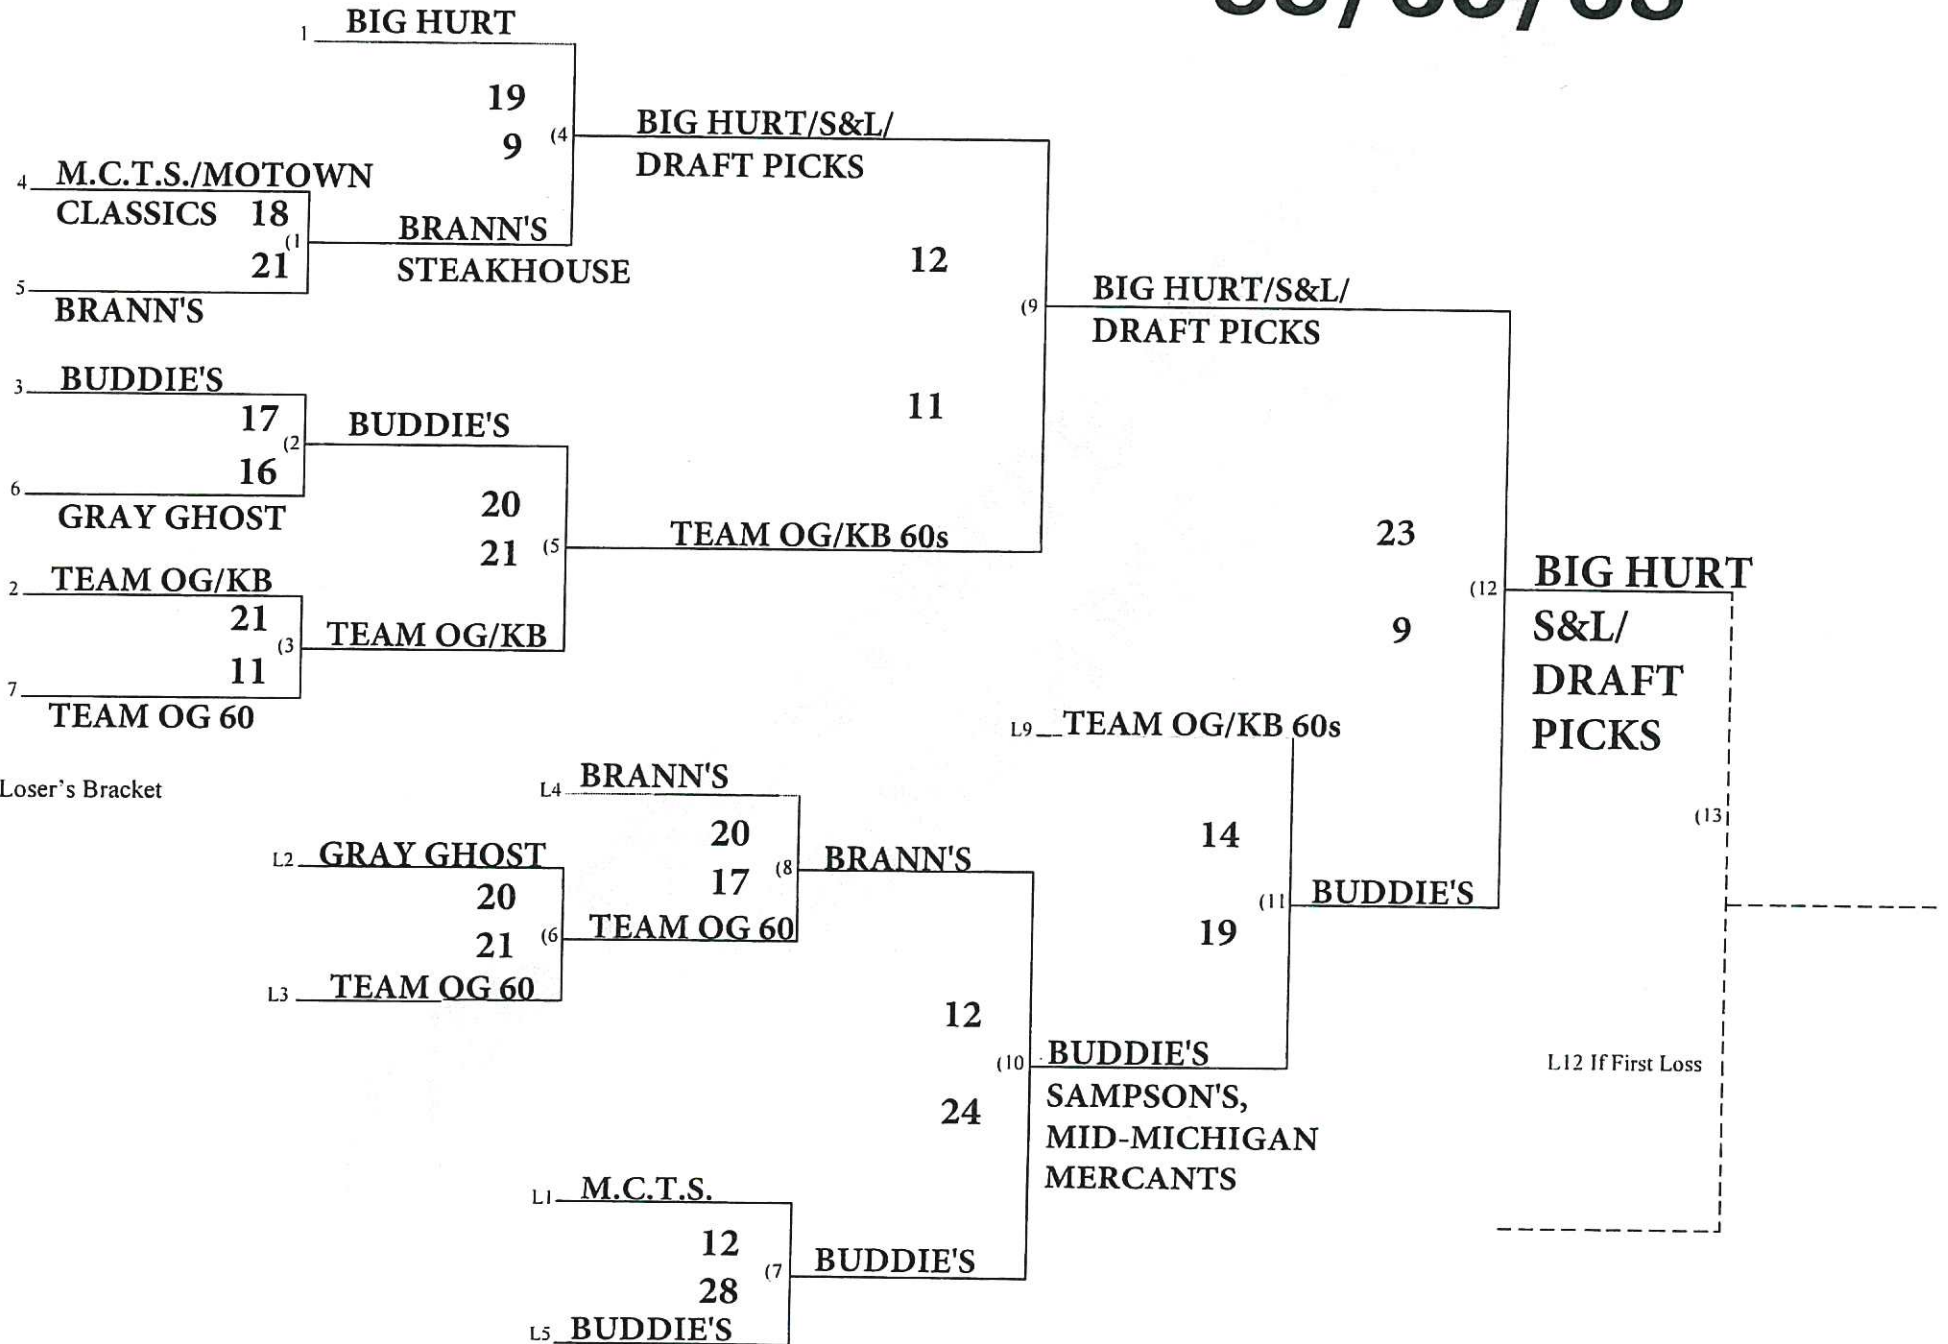 1 BIG HURT
19
9 (4
BIG HURT/S&L/
DRAFT PICKS
4 M.C.T.S./MOTOWN
CLASSICS 18
(1
21
5
BRANN'S
BRANN'S
STEAKHOUSE
12
(9
11
BIG HURT/S&L/
DRAFT PICKS
3 BUDDIE'S
17
(2
16
6
GRAY GHOST
BUDDIE'S
20
21 (5
TEAM OG/KB 60s
2 TEAM OG/KB
21
(3
11
7
TEAM OG 60
TEAM OG/KB
23
(12
9
BIG HURT
S&L/
DRAFT
PICKS
(13
L12 If First Loss
Loser's Bracket
L9 TEAM OG/KB 60s
14
(11
19
BUDDIE'S
L4 BRANN'S
20
(8
17
BRANN'S
L2 GRAY GHOST
20
21 (6
L3 TEAM OG 60
TEAM OG 60
12
(10
24
BUDDIE'S
SAMPSON'S,
MID-MICHIGAN
MERCANTS
L1 M.C.T.S.
12
(7
28
L5 BUDDIE'S
BUDDIE'S